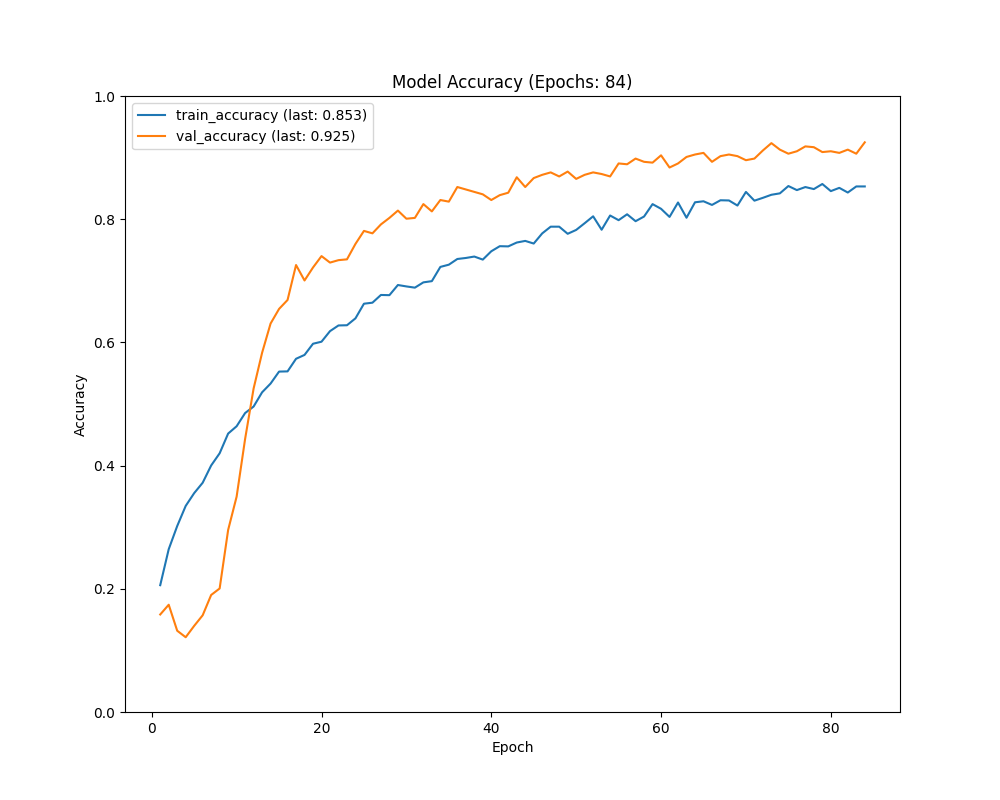 Model Accuracy (Epochs: 84)
train_accuracy (last: 0.853)
val_accuracy (last: 0.925)
1.0
0.8
0.6
0.4
0.2
0.0
Accuracy
0 20 40 60 80
Epoch